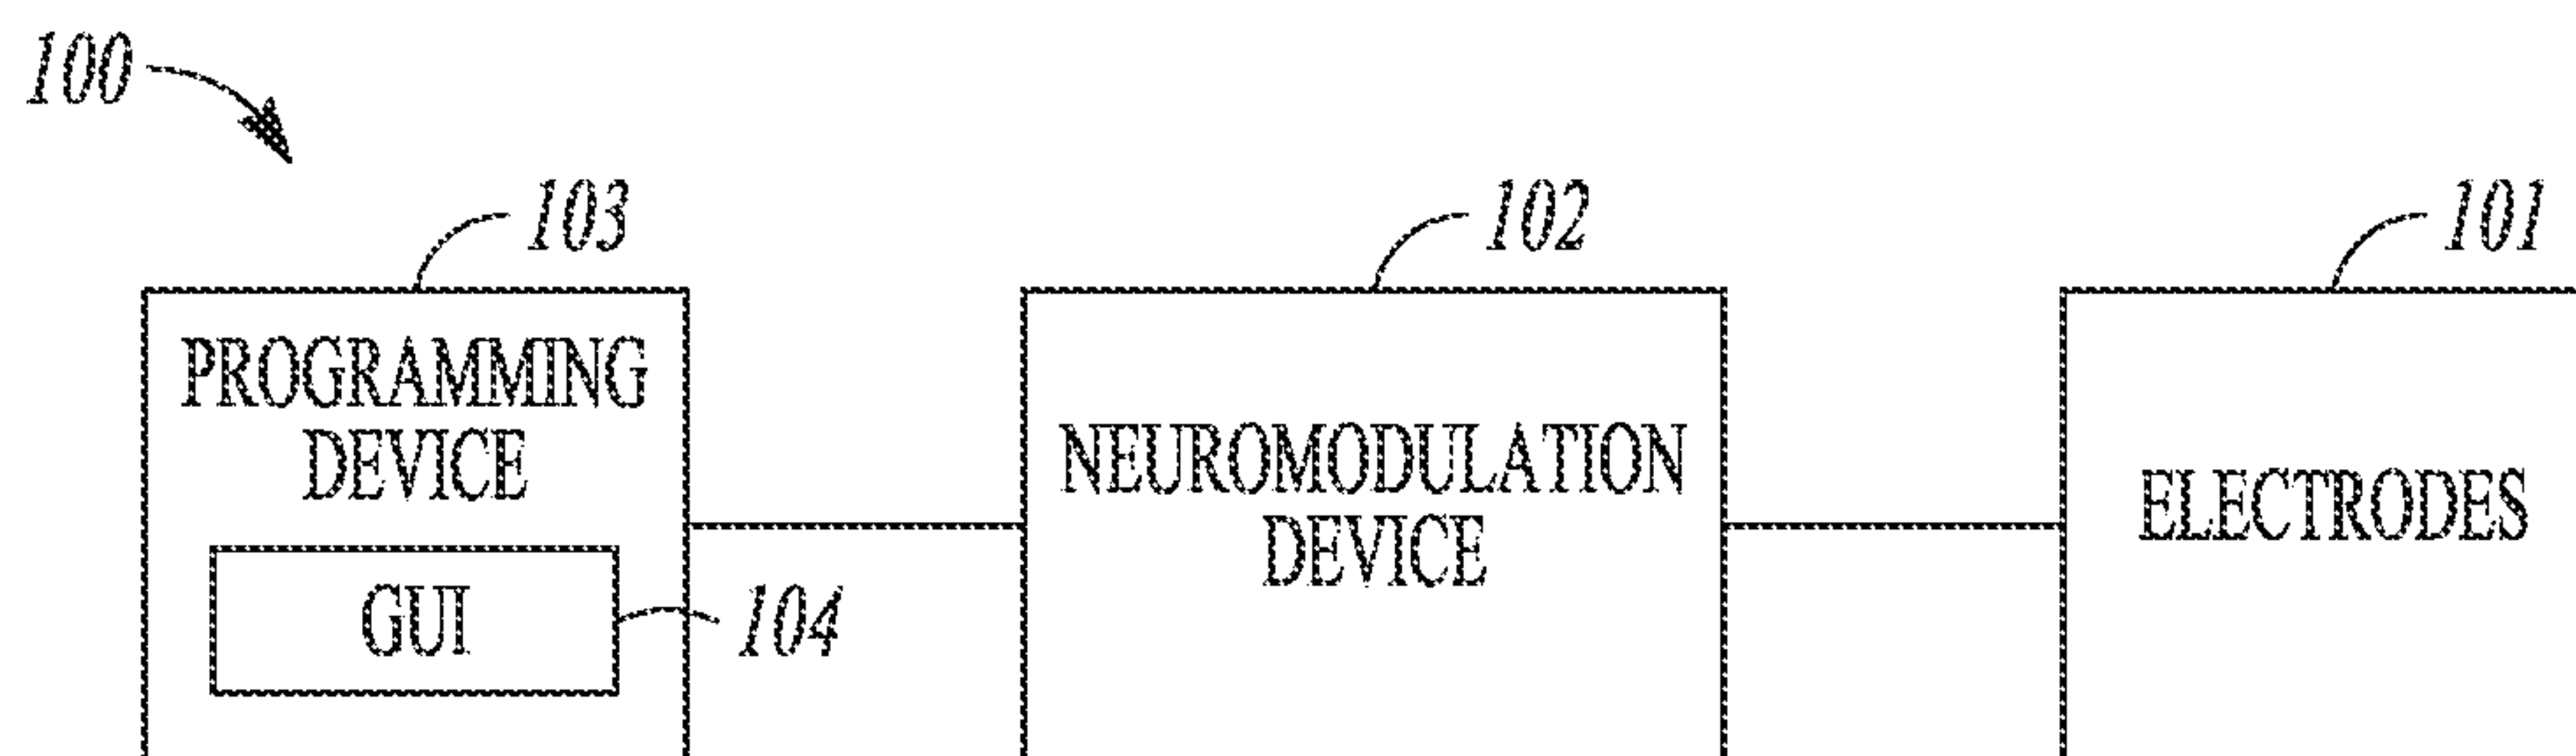 100
103
102
101
PROGRAMMING
DEVICE
GUI
104
NEUROMODULATION
DEVICE
ELECTRODES